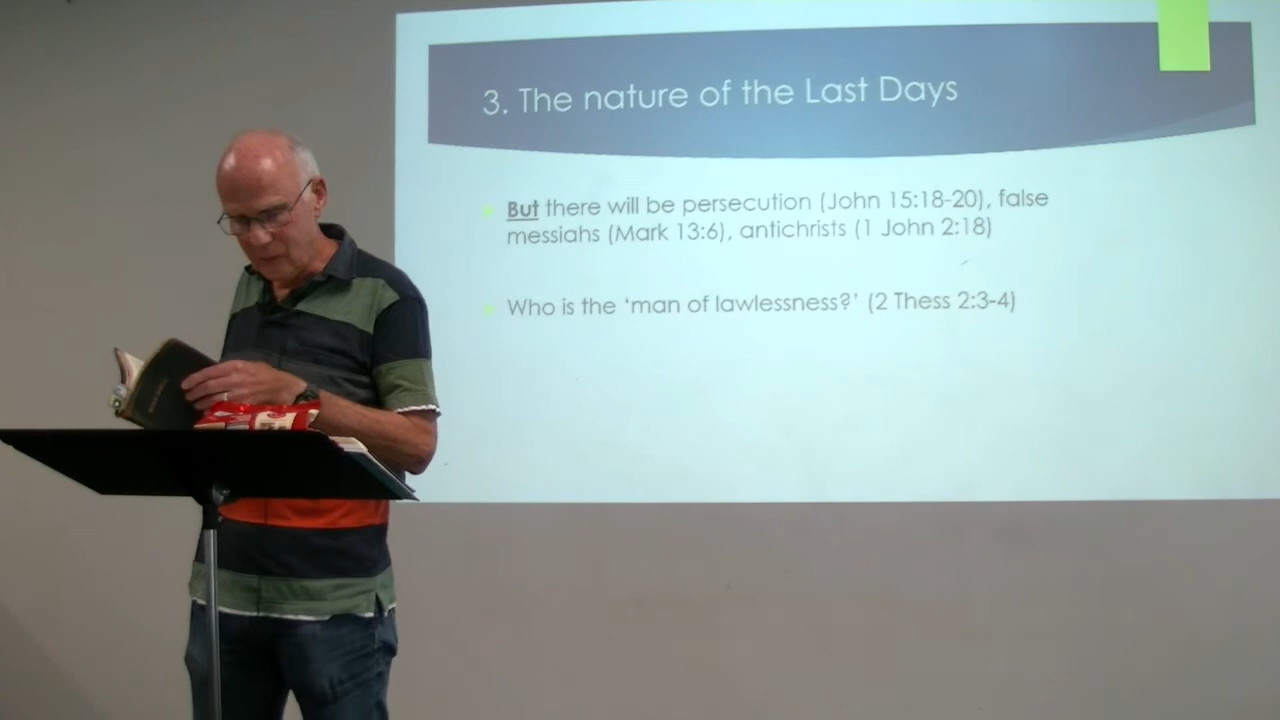 3. The nature of the Last Days
But there will be persecution (John 15:18-20), false
messiahs (Mark 13:6), antichrists (1 John 2:18)
Who is the ‘man of lawlessness?’ (2 Thess 2:3-4)